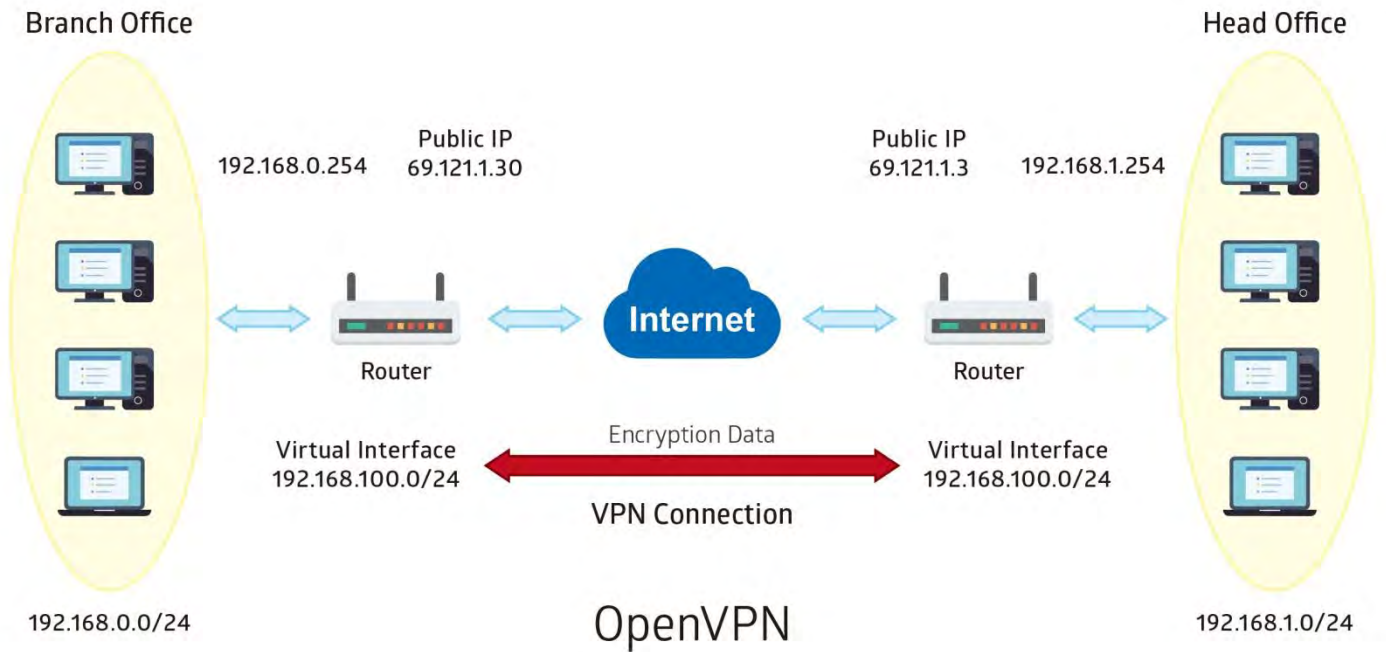 Branch Office
Head Office
192.168.0.254
Public IP
69.121.1.30
Public IP
69.121.1.3
192.168.1.254
Internet
Router
Router
Virtual Interface
192.168.100.0/24
Encryption Data
VPN Connection
Virtual Interface
192.168.100.0/24
192.168.0.0/24
OpenVPN
192.168.1.0/24